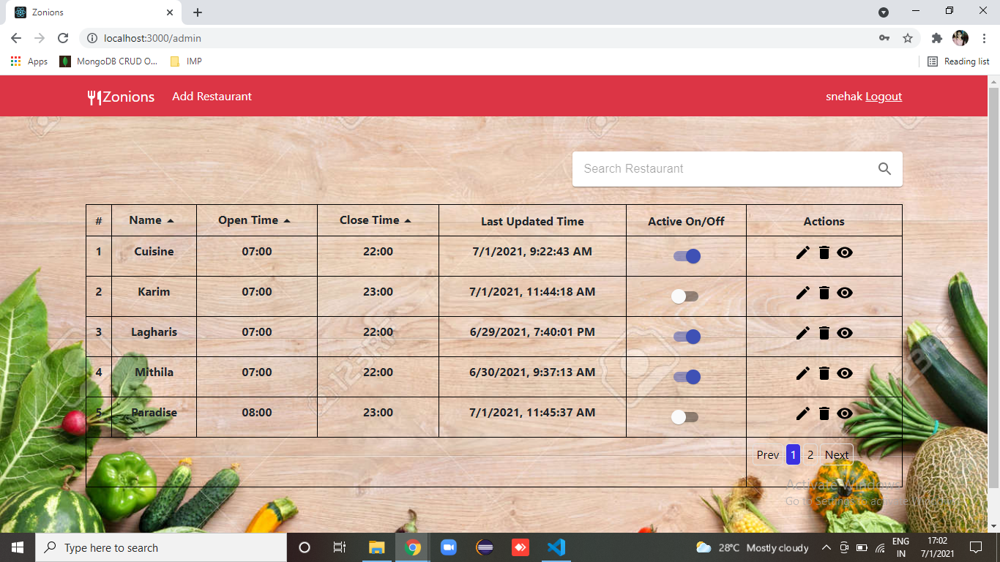 Zonions
localhost:3000/admin
Apps MongoDB CRUD O... IMP Reading list
Zonions Add Restaurant snehak Logout
Search Restaurant
# Name Open Time Close Time Last Updated Time Active On/Off Actions
1 Cuisine 07:00 22:00 7/1/2021, 9:22:43 AM
2 Karim 07:00 23:00 7/1/2021, 11:44:18 AM
3 Lagharis 07:00 22:00 6/29/2021, 7:40:01 PM
4 Mithila 07:00 22:00 6/30/2021, 9:37:13 AM
5 Paradise 08:00 23:00 7/1/2021, 11:45:37 AM
Prev 1 2 Next
Activate Windows
Go to Settings to activate Windows.
Type here to search
28°C Mostly cloudy
ENG
IN
17:02
7/1/2021